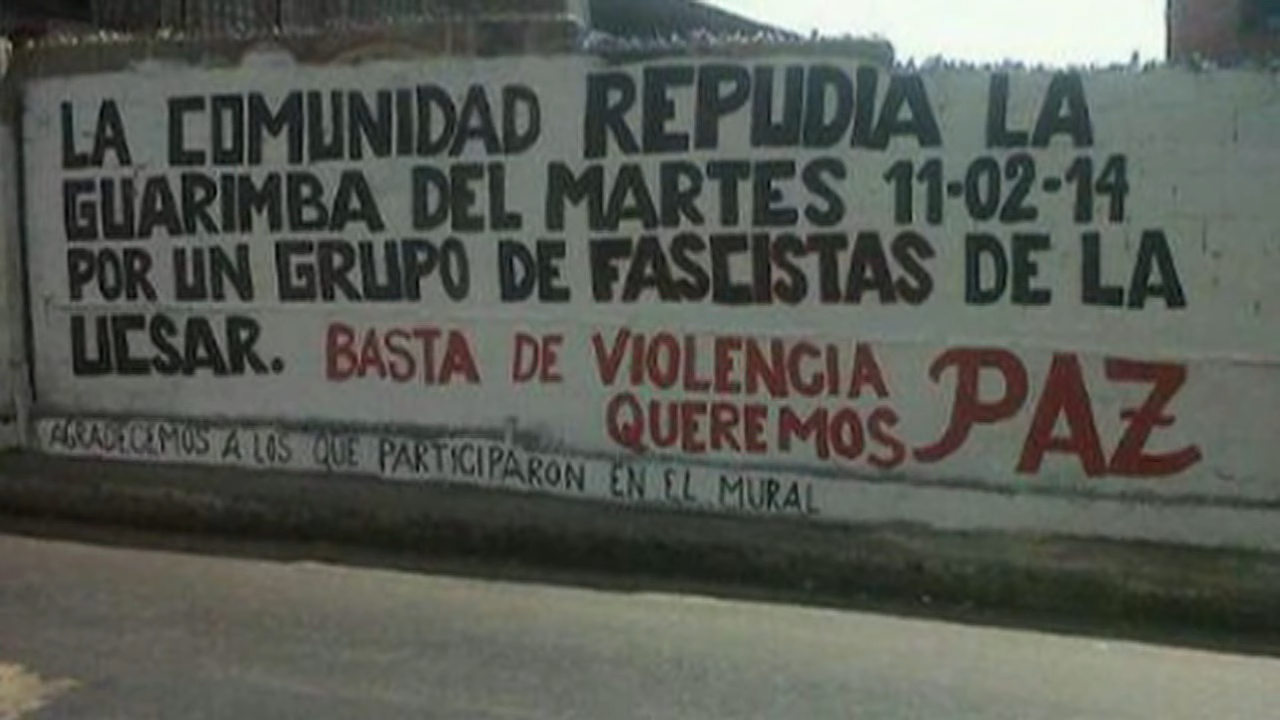 LA COMUNIDAD REPUDIA LA
GUARIMBA DEL MARTES 11-02-14
POR UN GRUPO DE FASCISTAS DE LA
UCSAR. BASTA DE VIOLENCIA
QUEREMOS PAZ
AGRADECEMOS A LOS QUE PARTICIPARON EN EL MURAL